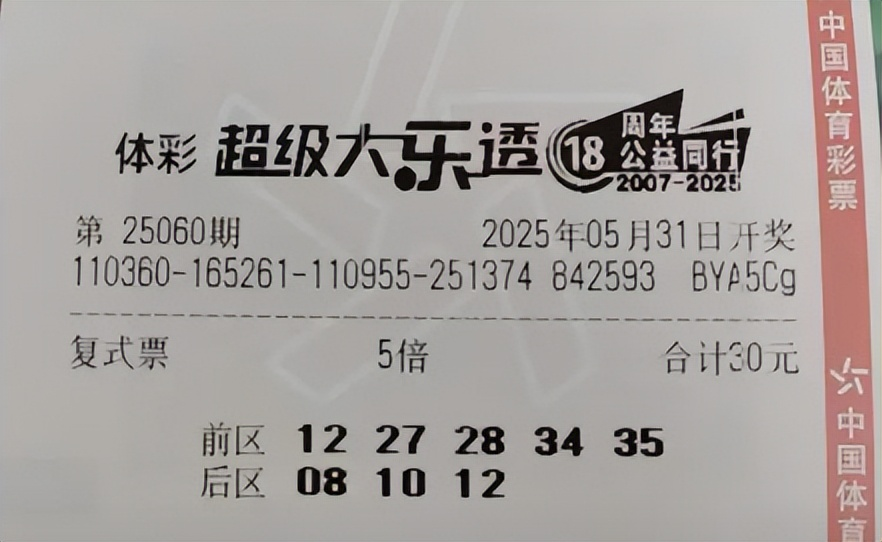 体彩 超级大乐透 18 周年 公益同行 2007-2025
第 25060期 2025年05月31日开奖
110360-165261-110955-251374 842593 BYA5Cg
复式票 5倍 合计30元
前区 12 27 28 34 35
后区 08 10 12
中国体育彩票
中国体育